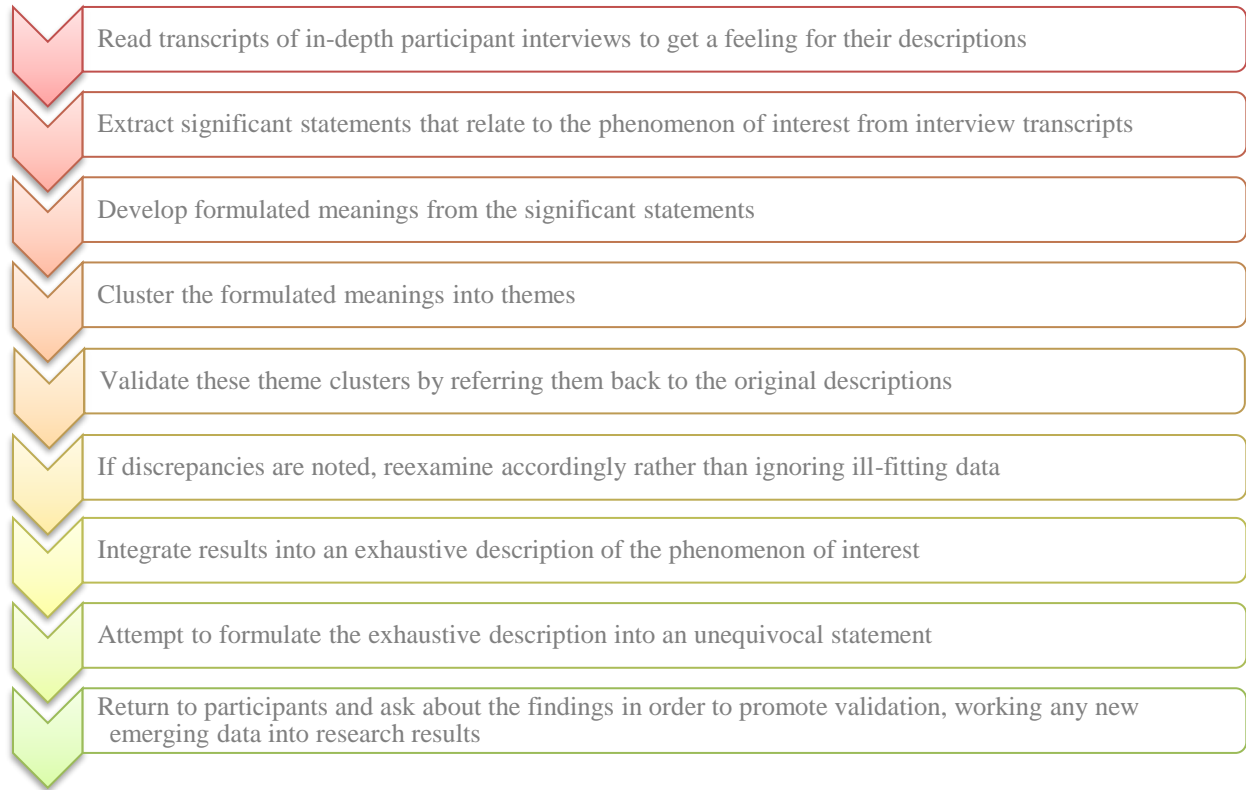 Read transcripts of in-depth participant interviews to get a feeling for their descriptions
Extract significant statements that relate to the phenomenon of interest from interview transcripts
Develop formulated meanings from the significant statements
Cluster the formulated meanings into themes
Validate these theme clusters by referring them back to the original descriptions
If discrepancies are noted, reexamine accordingly rather than ignoring ill-fitting data
Integrate results into an exhaustive description of the phenomenon of interest
Attempt to formulate the exhaustive description into an unequivocal statement
Return to participants and ask about the findings in order to promote validation, working any new
emerging data into research results